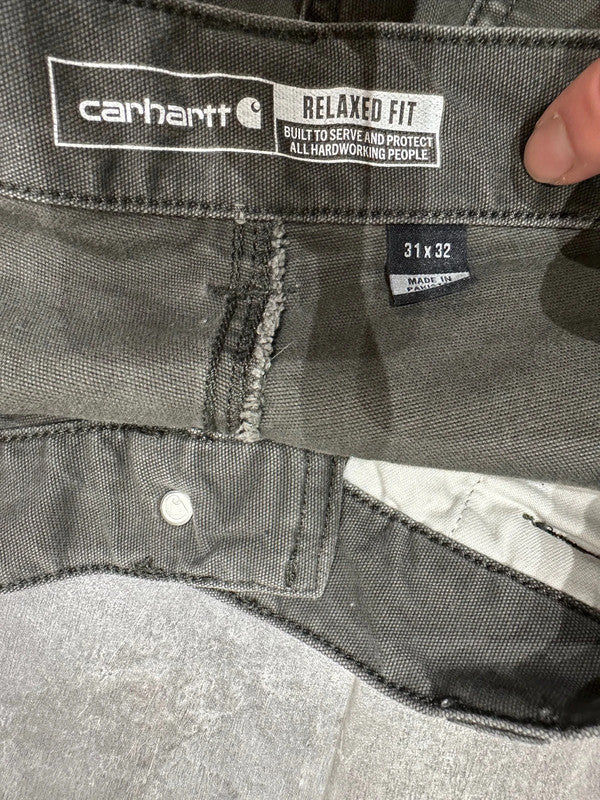 carhartt
RELAXED FIT
BUILT TO SERVE AND PROTECT
ALL HARDWORKING PEOPLE
31 x 32
MADE IN